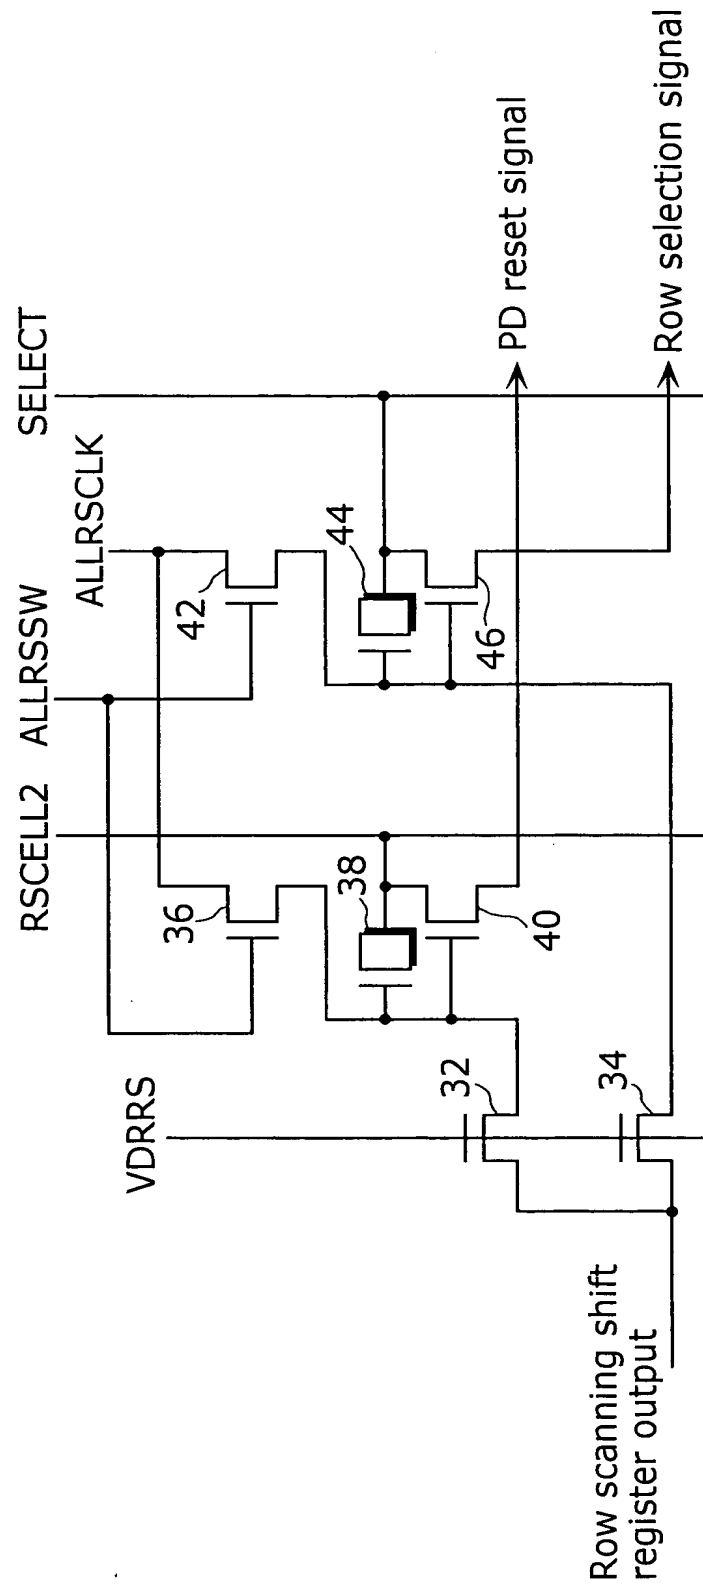 SELECT
ALLRSCLK
ALLRSSW
RSCELL2
VDRRS
42
44
46
36
38
40
32
34
PD reset signal
Row selection signal
Row scanning shift
register output